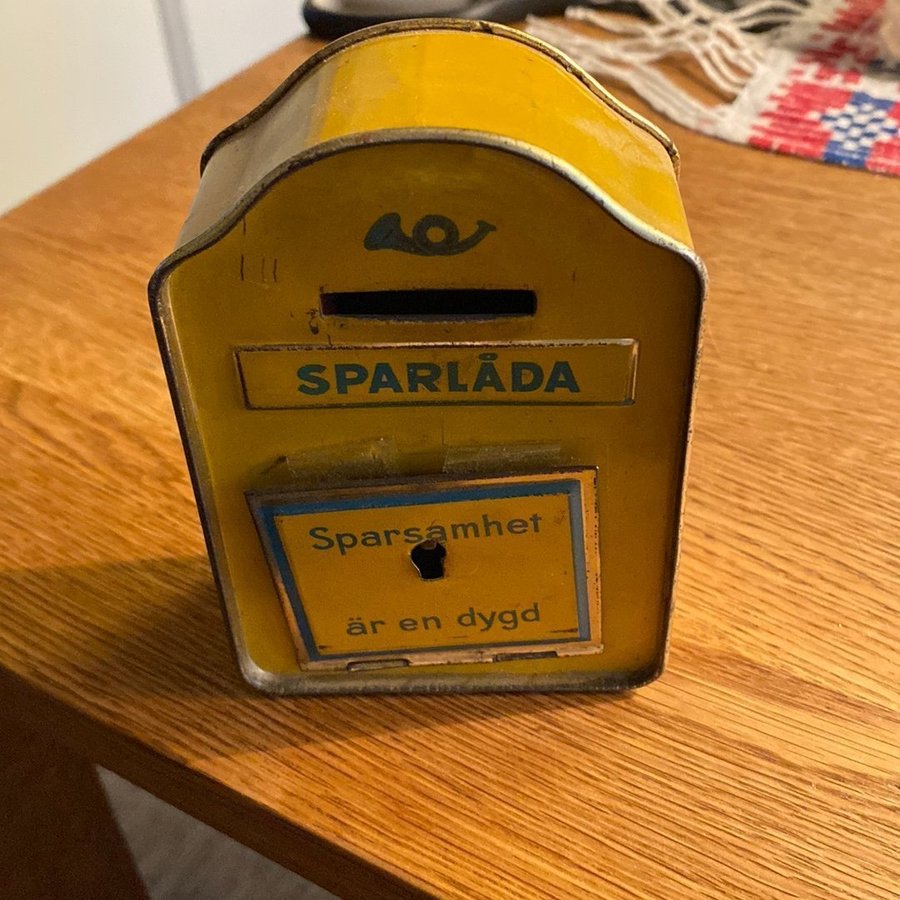 SPARLÅDA
Sparsamhet
är en dygd